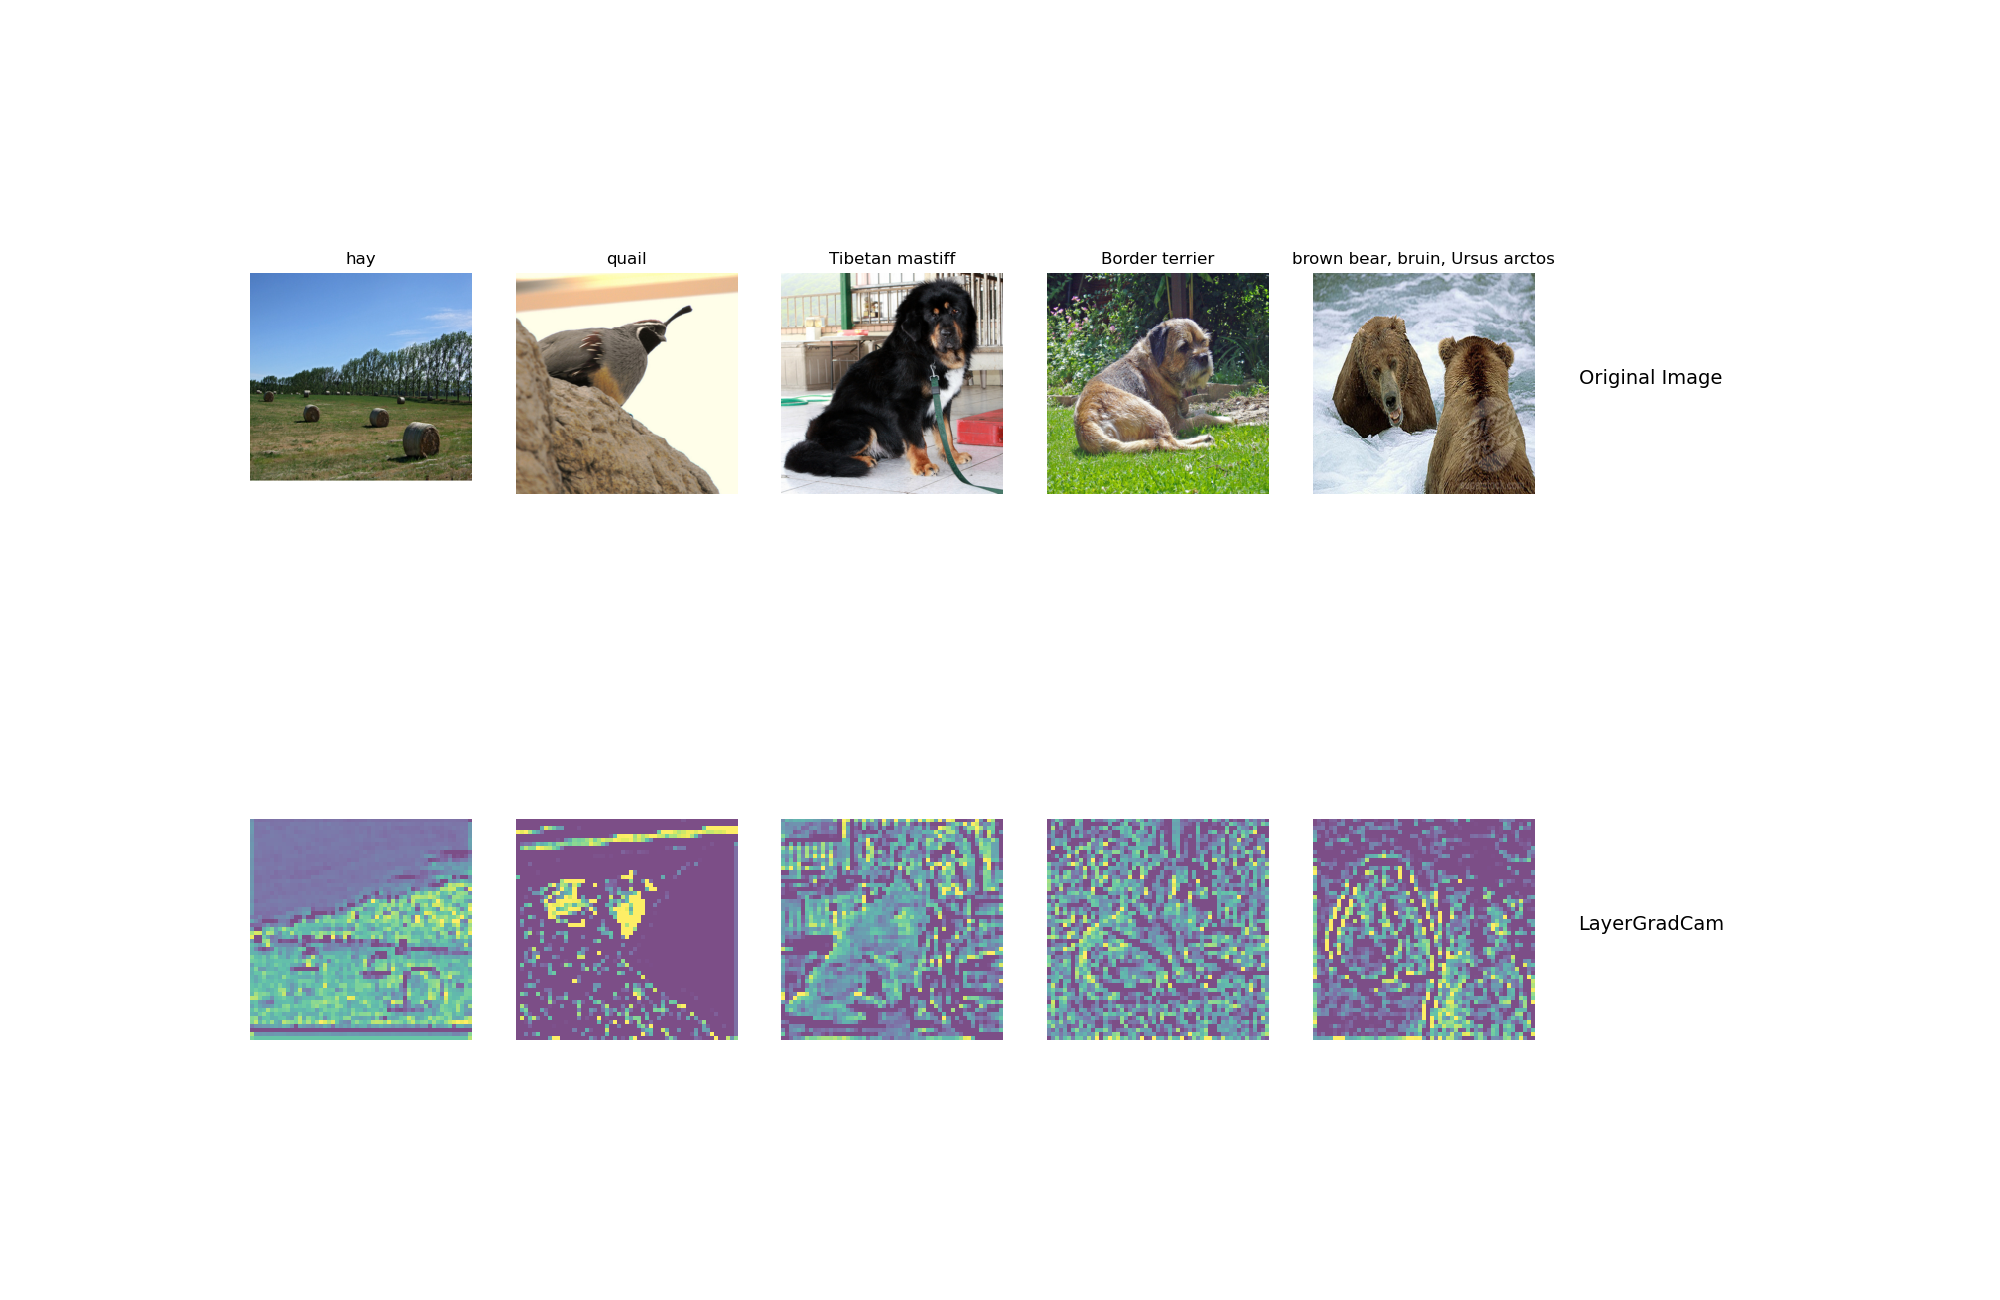 hay
quail
Tibetan mastiff
Border terrier
brown bear, bruin, Ursus arctos
Original Image
LayerGradCam